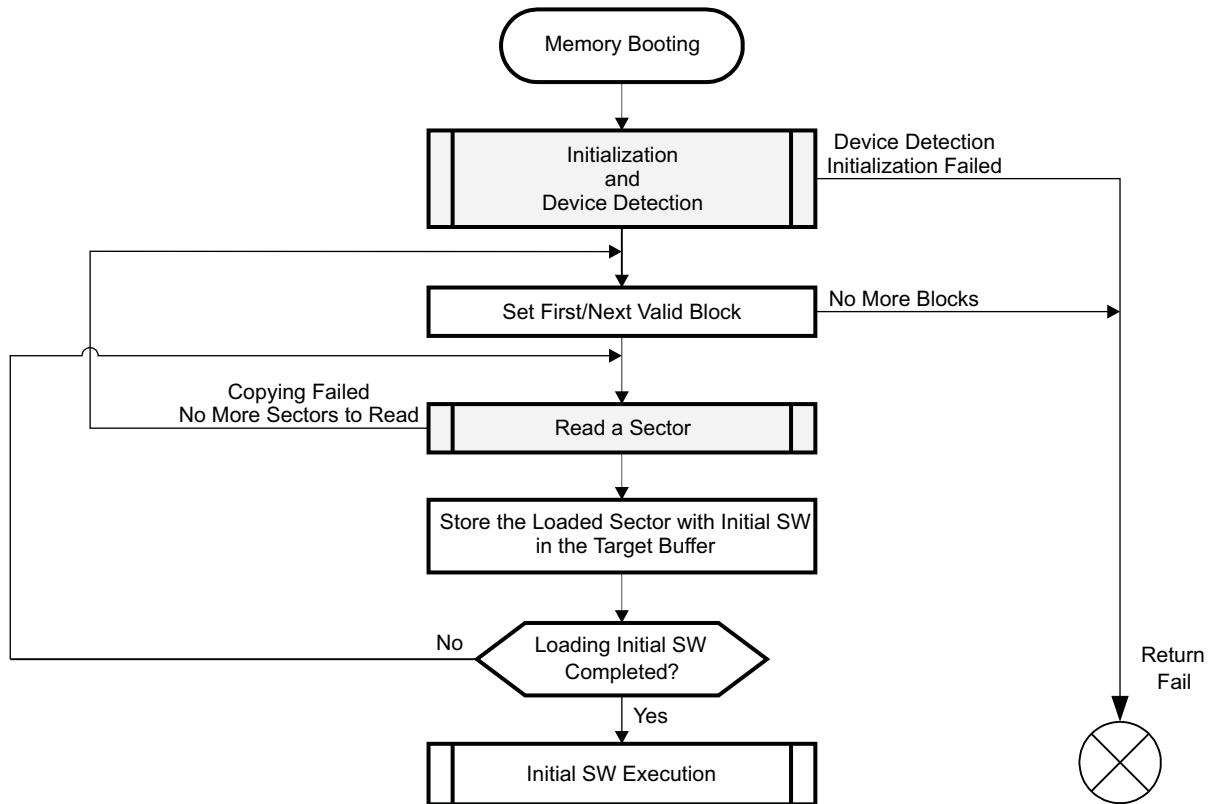 Memory Booting
Initialization
and
Device Detection
Device Detection
Initialization Failed
Set First/Next Valid Block
No More Blocks
Copying Failed
No More Sectors to Read
Read a Sector
Store the Loaded Sector with Initial SW
in the Target Buffer
No
Loading Initial SW
Completed?
Return
Fail
Yes
Initial SW Execution